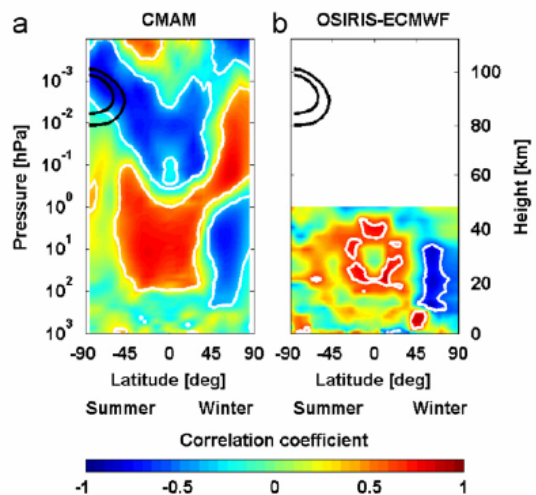 a CMAM
b OSIRIS-ECMWF
Pressure [hPa]
10⁻³
10⁻²
10⁻¹
10⁰
10¹
10²
10³
-90 -45 0 45 90
Latitude [deg]
Summer Winter
100
80
60
40
20
0
Height [km]
-90 -45 0 45 90
Latitude [deg]
Summer Winter
Correlation coefficient
-1 -0.5 0 0.5 1